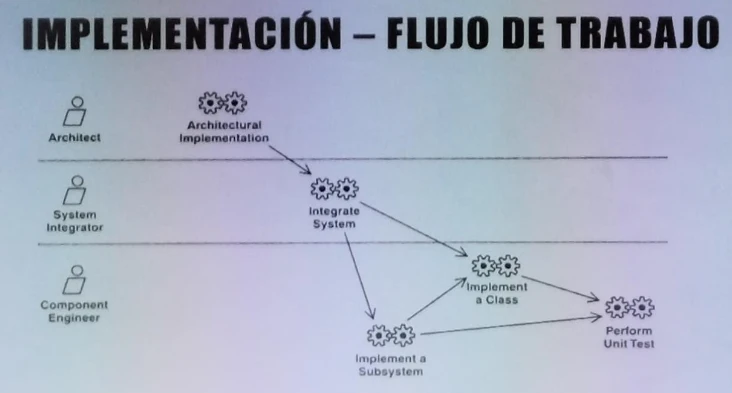 IMPLEMENTACIÓN – FLUJO DE TRABAJO
Architect
Architectural
Implementation
System
Integrator
Integrate
System
Component
Engineer
Implement
a Class
Implement a
Subsystem
Perform
Unit Test